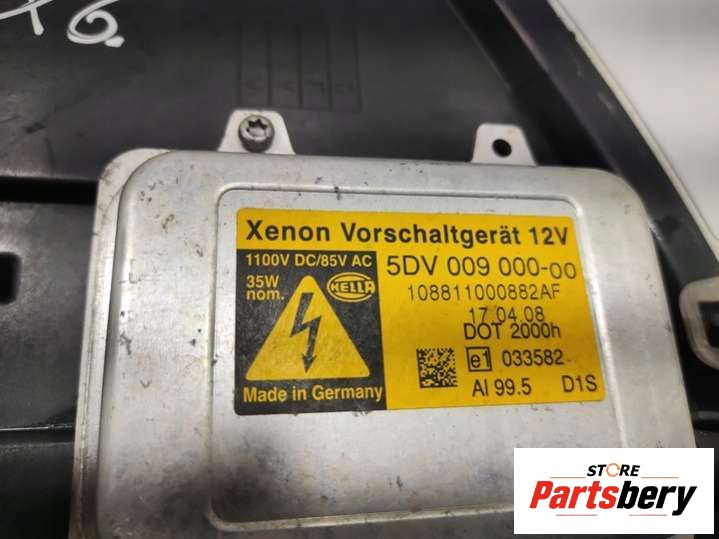 X6.
Xenon Vorschaltgerät 12V
1100V DC/85V AC
35W
nom.
HELLA
Made in Germany
5DV 009 000-00
108811000882AF
17.04.08
DOT 2000h
e1 033582
AI 99.5 D1S
STORE
Partsbery